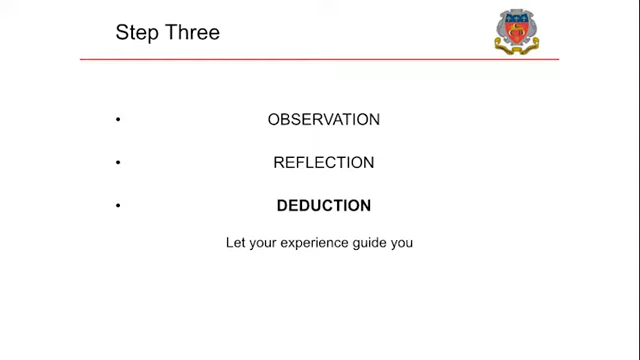 Step Three
• OBSERVATION
• REFLECTION
• DEDUCTION
Let your experience guide you